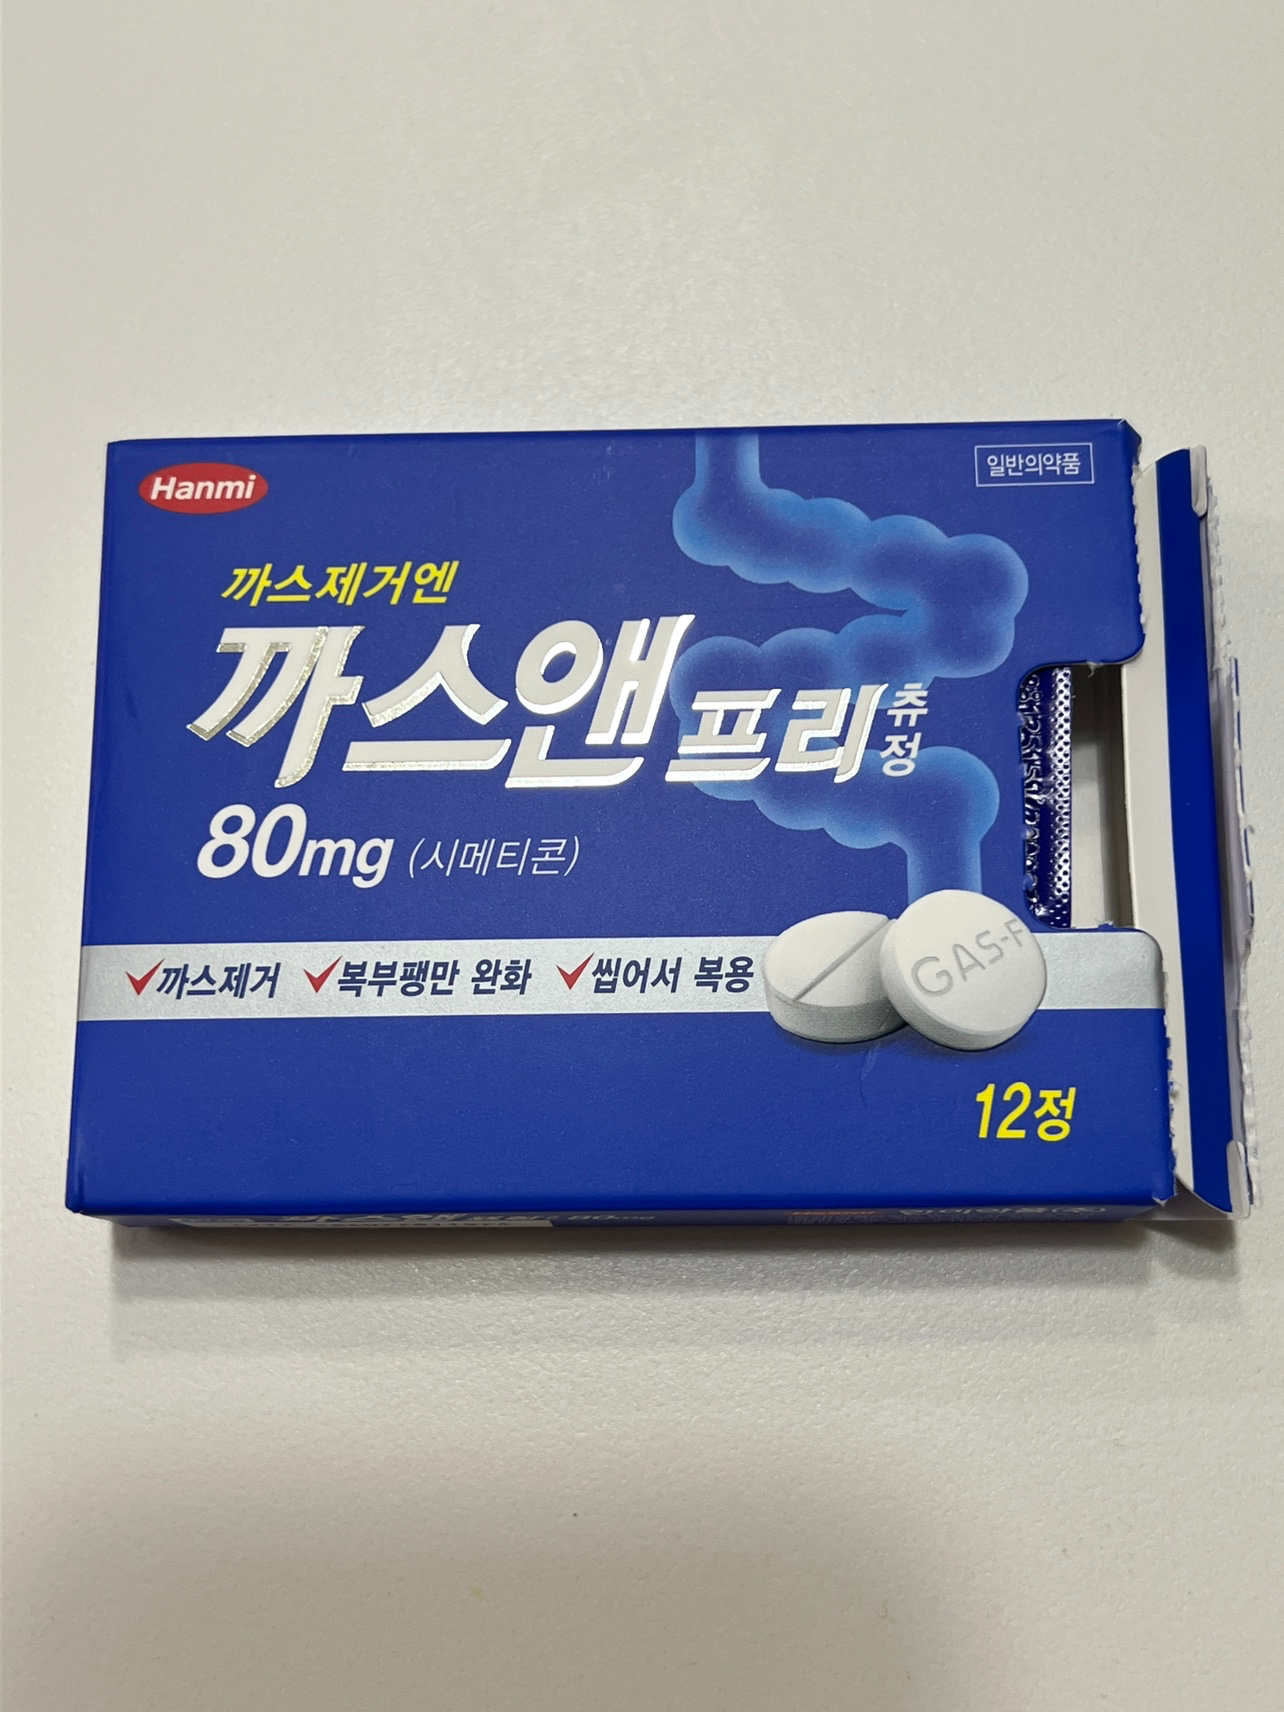 Hanmi
일반의약품
까스제거엔
까스앤프리 츄정
80mg (시메티콘)
✓까스제거 ✓복부팽만 완화 ✓씹어서 복용
GAS-F
12정